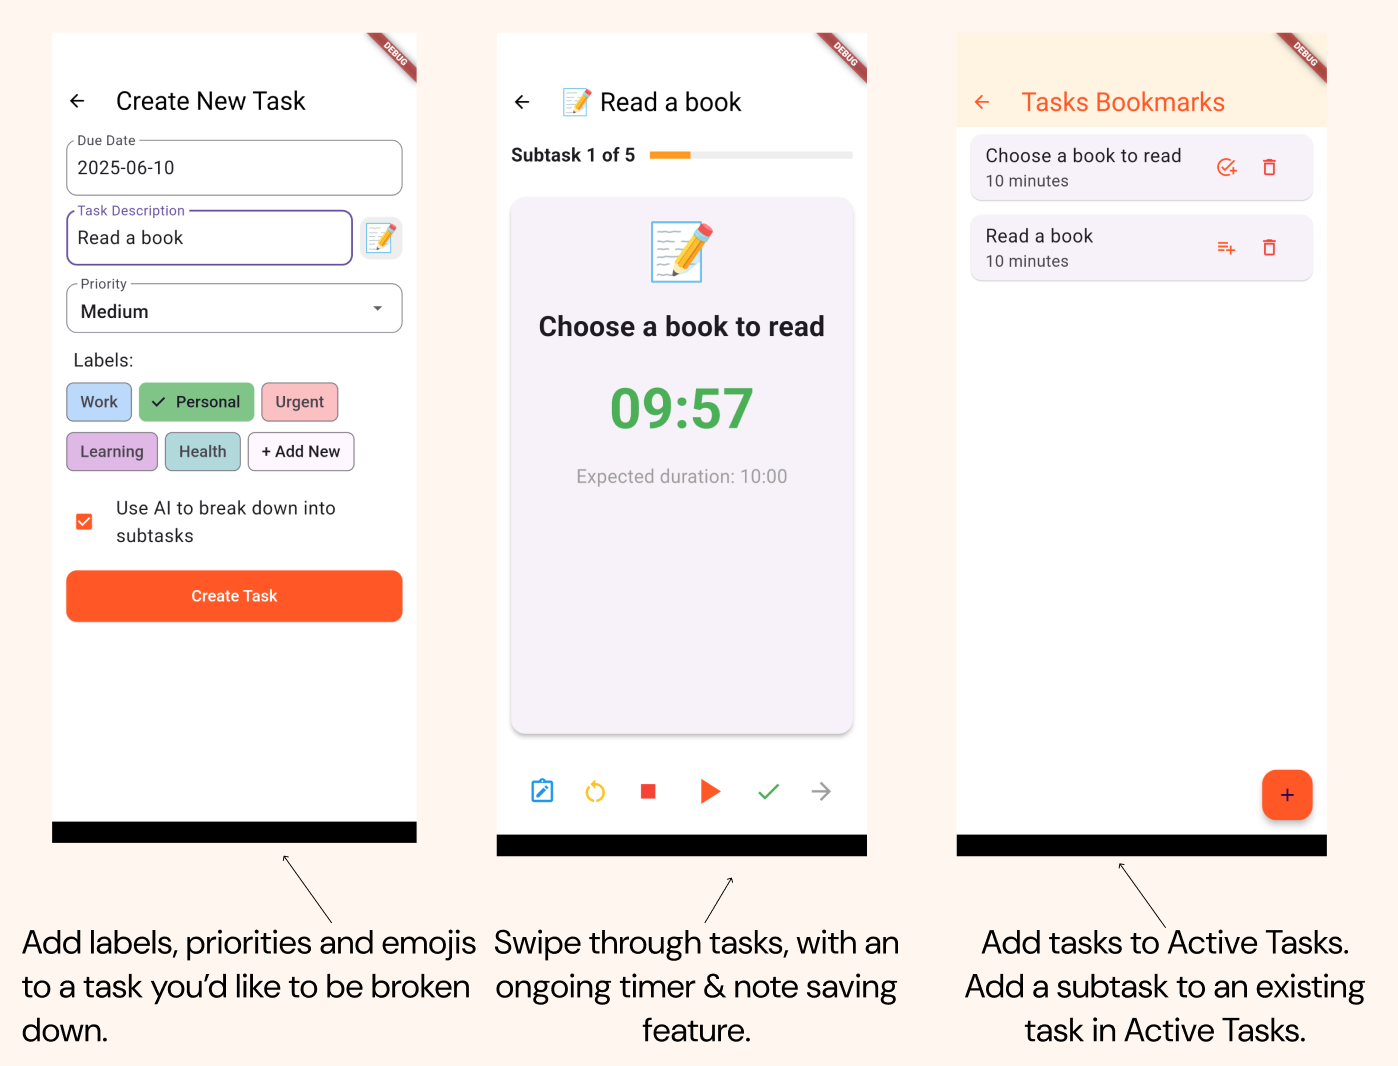 DEBUG
Create New Task
Due Date
2025-06-10
Task Description
Read a book
Priority
Medium
Labels:
Work
Personal
Urgent
Learning
Health
+ Add New
Use AI to break down into
subtasks
Create Task
Add labels, priorities and emojis
to a task you'd like to be broken
down.
DEBUG
Read a book
Subtask 1 of 5
Choose a book to read
09:57
Expected duration: 10:00
Swipe through tasks, with an
ongoing timer & note saving
feature.
DEBUG
Tasks Bookmarks
Choose a book to read
10 minutes
Read a book
10 minutes
+
Add tasks to Active Tasks.
Add a subtask to an existing
task in Active Tasks.